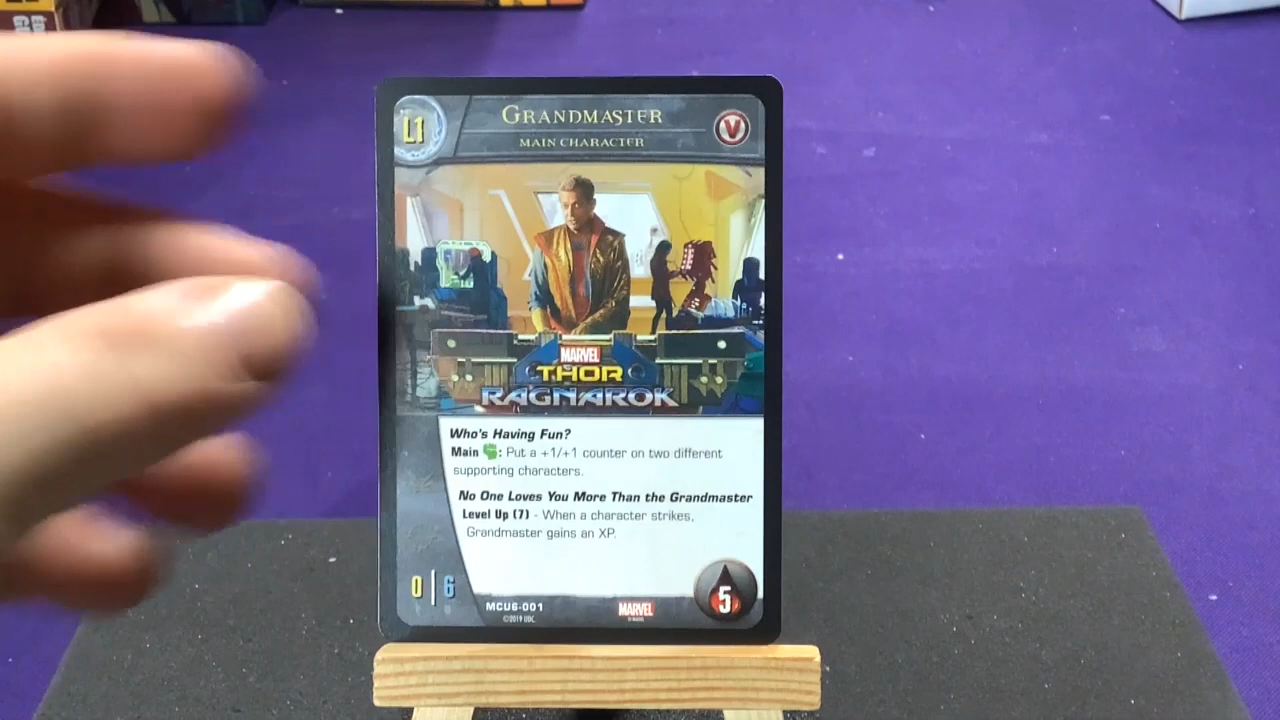 L1
GRANDMASTER
V
MAIN CHARACTER
MARVEL
THOR
RAGNAROK
Who's Having Fun?
Main : Put a +1/+1 counter on two different
supporting characters.
No One Loves You More Than the Grandmaster
Level Up (7) - When a character strikes,
Grandmaster gains an XP.
0 | 6
5
MCU6-001
MARVEL
©2019 UDC.